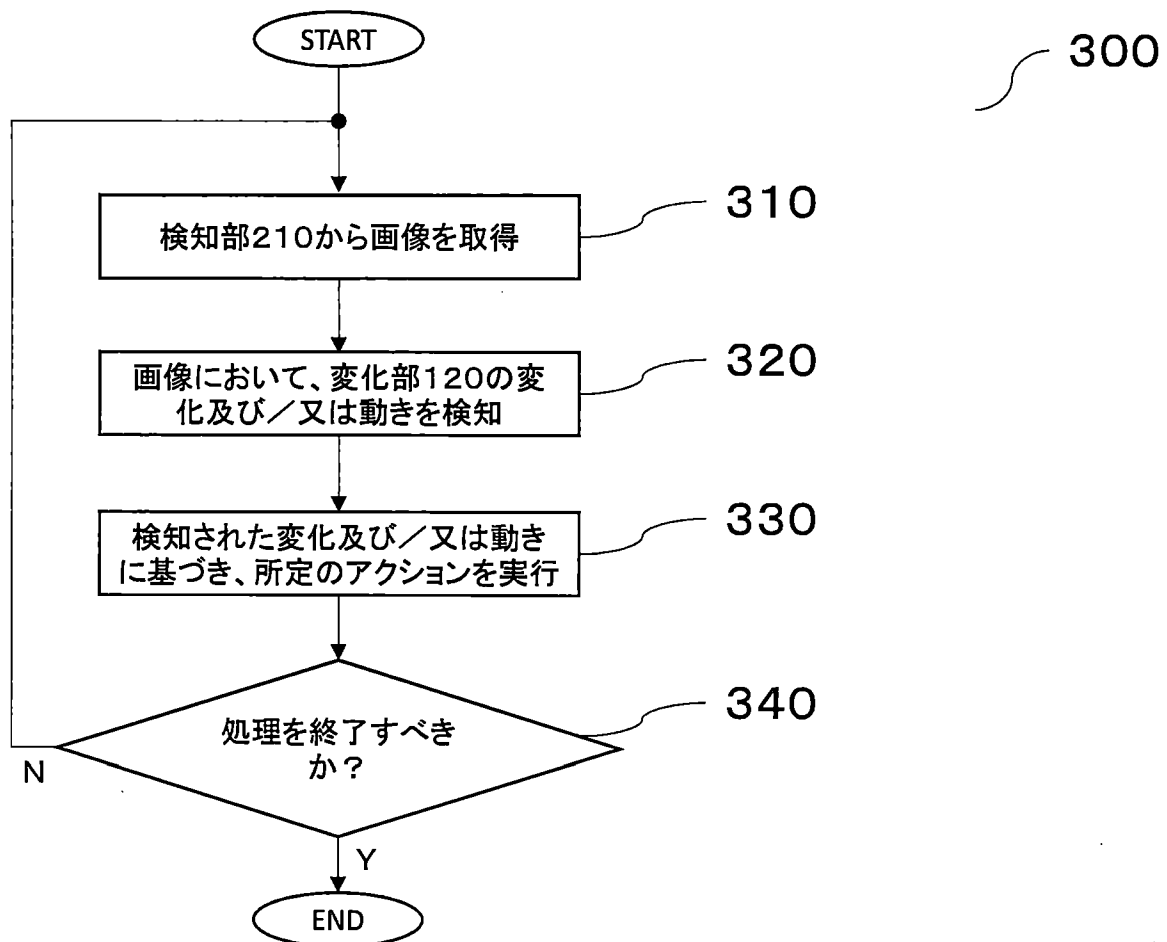 START
300
検知部210から画像を取得
310
画像において、変化部120の変
化及び/又は動きを検知
320
検知された変化及び/又は動き
に基づき、所定のアクションを実行
330
処理を終了すべき
か?
340
N
Y
END